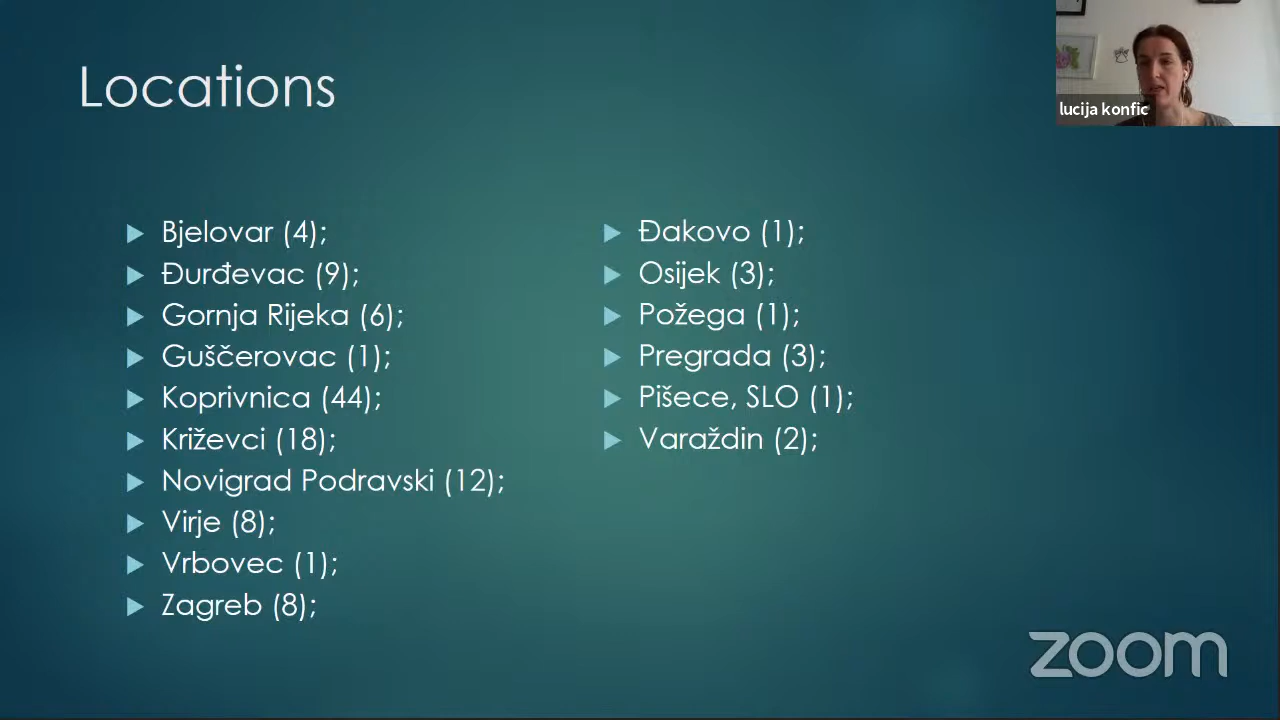 Locations
lucija konfic
Bjelovar (4);
Đurđevac (9);
Gornja Rijeka (6);
Guščerovac (1);
Koprivnica (44);
Križevci (18);
Novigrad Podravski (12);
Virje (8);
Vrbovec (1);
Zagreb (8);
Đakovo (1);
Osijek (3);
Požega (1);
Pregrada (3);
Pišece, SLO (1);
Varaždin (2);
zoom